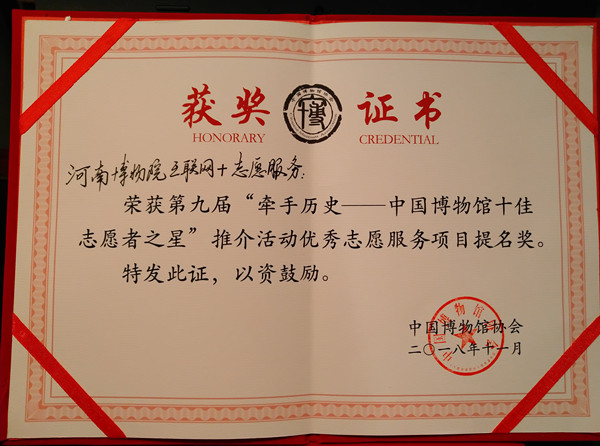 获奖 证书
HONORARY CREDENTIAL
河南博物院互联网+志愿服务:
荣获第九届“牵手历史——中国博物馆十佳
志愿者之星”推介活动优秀志愿服务项目提名奖。
特发此证，以资鼓励。
中国博物馆协会
二〇一八年十一月